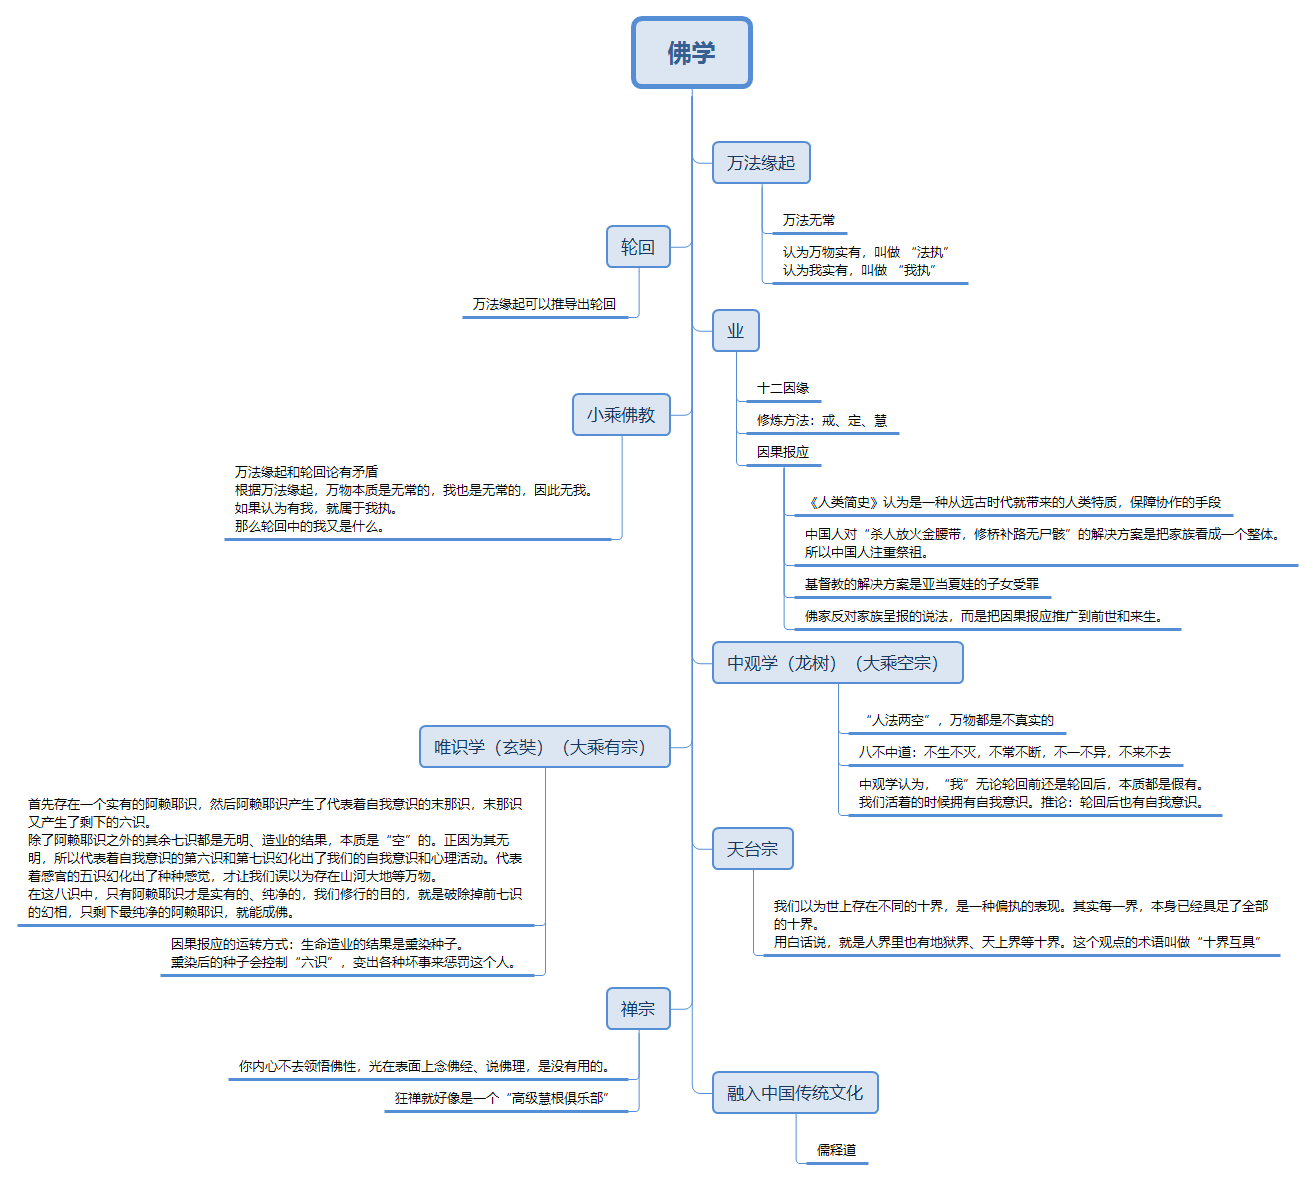 佛学
万法缘起
万法无常
认为万物实有，叫做 “法执”
认为我实有，叫做 “我执”
轮回
万法缘起可以推导出轮回
业
十二因缘
修炼方法：戒、定、慧
因果报应
《人类简史》认为是一种从远古时代就带来的人类特质，保障协作的手段
中国人对“杀人放火金腰带，修桥补路无尸骸”的解决方案是把家族看成一个整体。
所以中国人注重祭祖。
基督教的解决方案是亚当夏娃的子女受罪
佛家反对家族呈报的说法，而是把因果报应推广到前世和来生。
小乘佛教
万法缘起和轮回论有矛盾
根据万法缘起，万物本质是无常的，我也是无常的，因此无我。
如果认为有我，就属于我执。
那么轮回中的我又是什么。
中观学（龙树）（大乘空宗）
“人法两空”，万物都是不真实的
八不中道：不生不灭，不常不断，不一不异，不来不去
中观学认为，“我”无论轮回前还是轮回后，本质都是假有。
我们活着的时候拥有自我意识。推论：轮回后也有自我意识。
唯识学（玄奘）（大乘有宗）
首先存在一个实有的阿赖耶识，然后阿赖耶识产生了代表着自我意识的末那识，末那识
又产生了剩下的六识。
除了阿赖耶识之外的其余七识都是无明、造业的结果，本质是“空”的。正因为其无
明，所以代表着自我意识的第六识和第七识幻化出了我们的自我意识和心理活动。代表
着感官的五识幻化出了种种感觉，才让我们误以为存在山河大地等万物。
在这八识中，只有阿赖耶识才是实有的、纯净的，我们修行的目的，就是破除掉前七识
的幻相，只剩下最纯净的阿赖耶识，就能成佛。
因果报应的运转方式：生命造业的结果是熏染种子。
熏染后的种子会控制“六识”，变出各种坏事来惩罚这个人。
天台宗
我们以为世上存在不同的十界，是一种偏执的表现。其实每一界，本身已经具足了全部
的十界。
用白话说，就是人界里也有地狱界、天上界等十界。这个观点的术语叫做“十界互具”
禅宗
你内心不去领悟佛性，光在表面上念佛经、说佛理，是没有用的。
狂禅就好像是一个“高级慧根俱乐部”
融入中国传统文化
儒释道